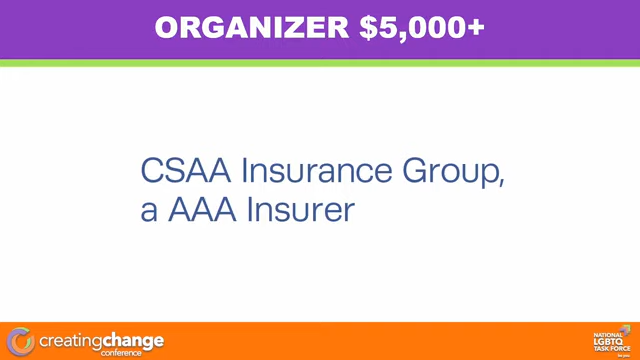 ORGANIZER $5,000+
CSAA Insurance Group,
a AAA Insurer
creatingchange
conference
NATIONAL
LGBTQ
TASK FORCE